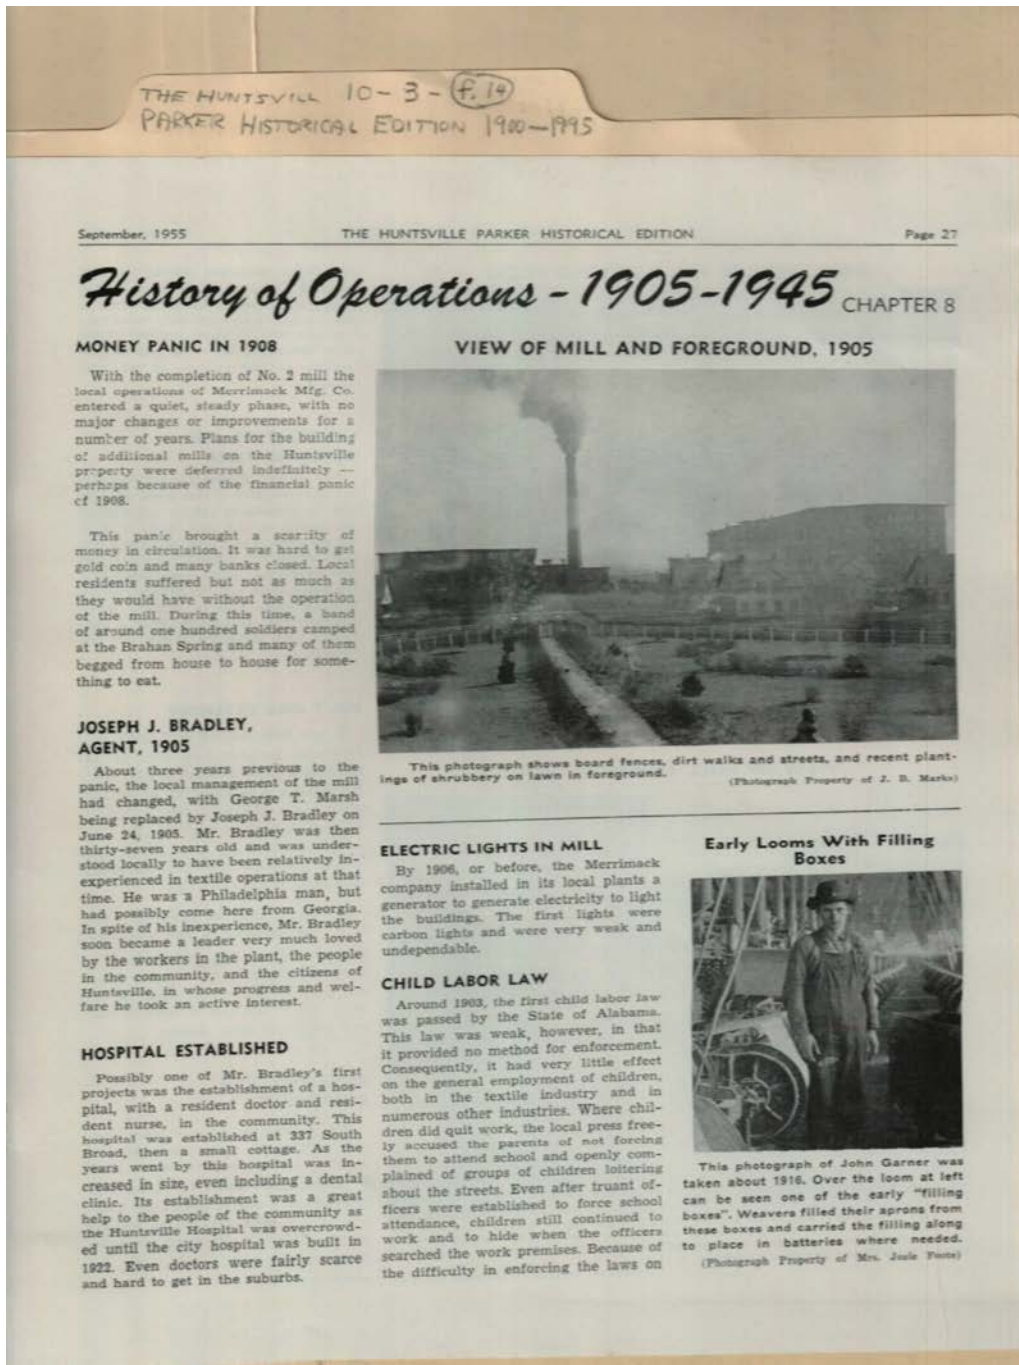 THE HUNTSVILL 10-3-f.14
PARKER HISTORICAL EDITION 1900-1995
September, 1955 THE HUNTSVILLE PARKER HISTORICAL EDITION Page 27
History of Operations - 1905-1945 CHAPTER 8
MONEY PANIC IN 1908
With the completion of No. 2 mill the
local operations of Merrimack Mfg. Co.
entered a quiet, steady phase, with no
major changes or improvements for a
number of years. Plans for the building
of additional mills on the Huntsville
property were deferred indefinitely —
perhaps because of the financial panic
of 1908.
This panic brought a scarcity of
money in circulation. It was hard to get
gold coin and many banks closed. Local
residents suffered but not as much as
they would have without the operation
of the mill. During this time, a band
of around one hundred soldiers camped
at the Brahan Spring and many of them
begged from house to house for some-
thing to eat.
JOSEPH J. BRADLEY,
AGENT, 1905
About three years previous to the
panic, the local management of the mill
had changed, with George T. Marsh
being replaced by Joseph J. Bradley on
June 24, 1905. Mr. Bradley was then
thirty-seven years old and was under-
stood locally to have been relatively in-
experienced in textile operations at that
time. He was a Philadelphia man, but
had possibly come here from Georgia.
In spite of his inexperience, Mr. Bradley
soon became a leader very much loved
by the workers in the plant, the people
in the community, and the citizens of
Huntsville, in whose progress and wel-
fare he took an active interest.
HOSPITAL ESTABLISHED
Possibly one of Mr. Bradley's first
projects was the establishment of a hos-
pital, with a resident doctor and resi-
dent nurse, in the community. This
hospital was established at 337 South
Broad, then a small cottage. As the
years went by this hospital was in-
creased in size, even including a dental
clinic. Its establishment was a great
help to the people of the community as
the Huntsville Hospital was overcrowd-
ed until the city hospital was built in
1922. Even doctors were fairly scarce
and hard to get in the suburbs.
VIEW OF MILL AND FOREGROUND, 1905
This photograph shows board fences, dirt walks and streets, and recent plant-
ings of shrubbery on lawn in foreground.
(Photograph Property of J. D. Marks)
ELECTRIC LIGHTS IN MILL
By 1906, or before, the Merrimack
company installed in its local plants a
generator to generate electricity to light
the buildings. The first lights were
carbon lights and were very weak and
undependable.
CHILD LABOR LAW
Around 1903, the first child labor law
was passed by the State of Alabama.
This law was weak, however, in that
it provided no method for enforcement.
Consequently, it had very little effect
on the general employment of children,
both in the textile industry and in
numerous other industries. Where chil-
dren did quit work, the local press free-
ly accused the parents of not forcing
them to attend school and openly com-
plained of groups of children loitering
about the streets. Even after truant of-
ficers were established to force school
attendance, children still continued to
work and to hide when the officers
searched the work premises. Because of
the difficulty in enforcing the laws on
Early Looms With Filling
Boxes
This photograph of John Garner was
taken about 1916. Over the loom at left
can be seen one of the early "filling
boxes". Weavers filled their aprons from
these boxes and carried the filling along
to place in batteries where needed.
(Photograph Property of Mrs. Josie Foote)